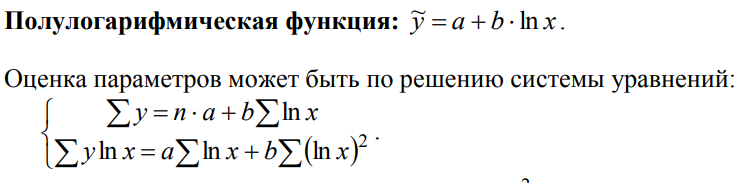 Полулогарифмическая функция: ỹ = a + b · ln x .
Оценка параметров может быть по решению системы уравнений:
{ ∑ y = n · a + b∑ ln x
∑ y ln x = a∑ ln x + b∑(ln x)² .